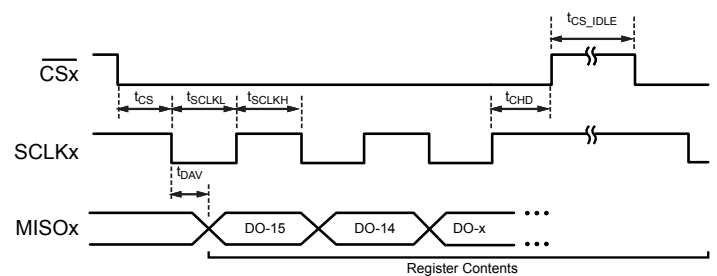 tCS_IDLE
CSx
tCS tSCLKL tSCLKH tCHD
SCLKx
tDAV
MISOx DO-15 DO-14 DO-x
Register Contents